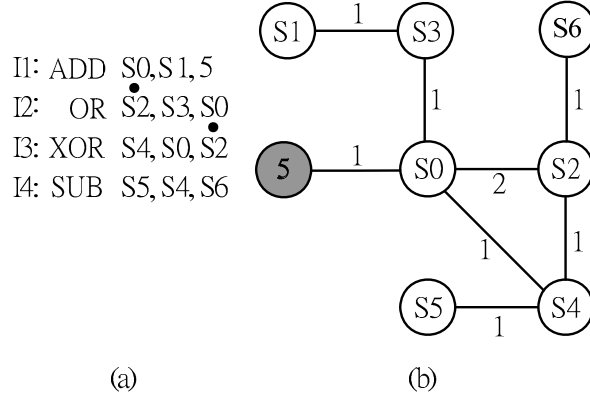 I1: ADD S0,S1,5
I2: OR S2,S3,S0
I3: XOR S4,S0,S2
I4: SUB S5,S4,S6
(a)
S1 1 S3 S6
1 1
5 1 S0 2 S2
1 1
S5 1 S4
(b)